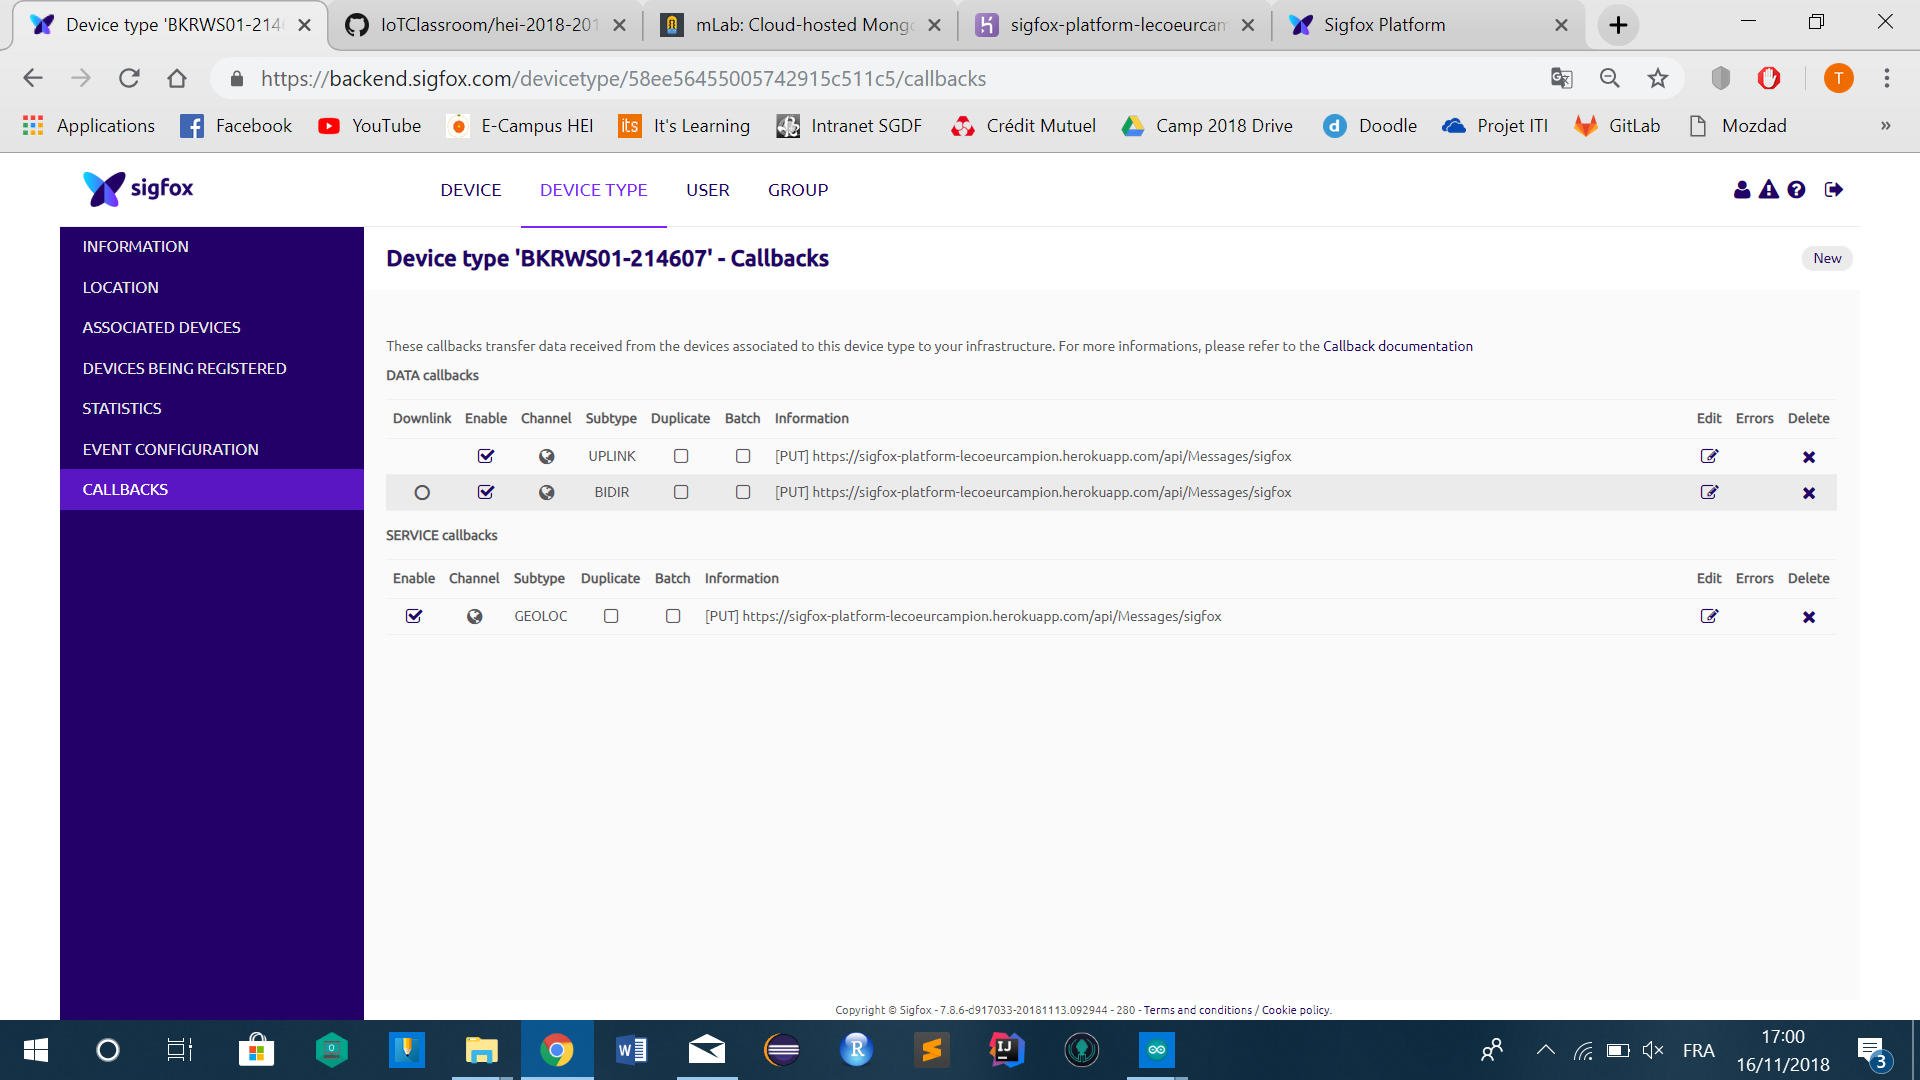 Device type 'BKRWS01-2146
IoTClassroom/hei-2018-201
mLab: Cloud-hosted Mong
sigfox-platform-lecoeurcam
Sigfox Platform
https://backend.sigfox.com/devicetype/58ee56455005742915c511c5/callbacks
T
Applications
Facebook
YouTube
E-Campus HEI
its
It's Learning
Intranet SGDF
Crédit Mutuel
Camp 2018 Drive
d
Doodle
Projet ITI
GitLab
Mozdad
»
sigfox
DEVICE
DEVICE TYPE
USER
GROUP
INFORMATION
LOCATION
ASSOCIATED DEVICES
DEVICES BEING REGISTERED
STATISTICS
EVENT CONFIGURATION
CALLBACKS
Device type 'BKRWS01-214607' - Callbacks
New
These callbacks transfer data received from the devices associated to this device type to your infrastructure. For more informations, please refer to the Callback documentation
DATA callbacks
Downlink Enable Channel Subtype Duplicate Batch Information Edit Errors Delete
UPLINK [PUT] https://sigfox-platform-lecoeurcampion.herokuapp.com/api/Messages/sigfox
BIDIR [PUT] https://sigfox-platform-lecoeurcampion.herokuapp.com/api/Messages/sigfox
SERVICE callbacks
Enable Channel Subtype Duplicate Batch Information Edit Errors Delete
GEOLOC [PUT] https://sigfox-platform-lecoeurcampion.herokuapp.com/api/Messages/sigfox
Copyright © Sigfox - 7.8.6-d917033-20181113.092944 - 280 - Terms and conditions / Cookie policy.
W
R
IJ
FRA
17:00
16/11/2018
3